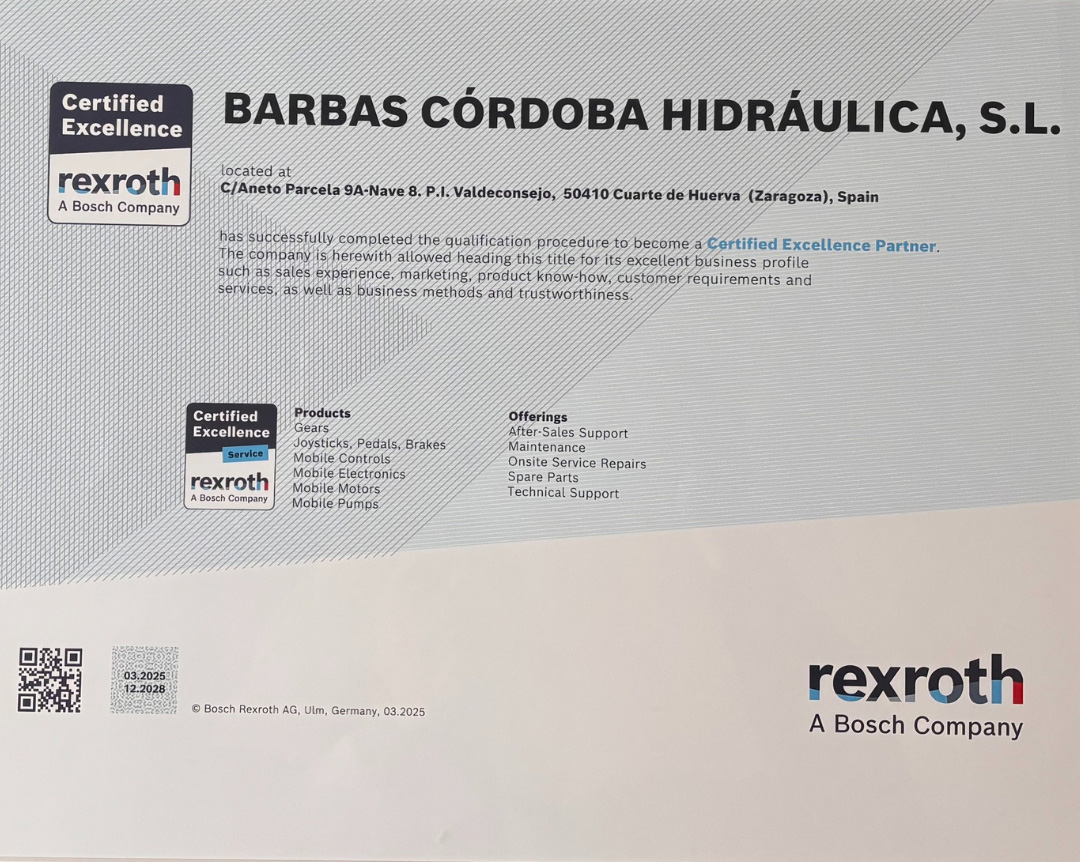 Certified
Excellence
rexroth
A Bosch Company
BARBAS CÓRDOBA HIDRÁULICA, S.L.
located at
C/Aneto Parcela 9A-Nave 8. P.I. Valdeconsejo, 50410 Cuarte de Huerva (Zaragoza), Spain
has successfully completed the qualification procedure to become a Certified Excellence Partner.
The company is herewith allowed heading this title for its excellent business profile
such as sales experience, marketing, product know-how, customer requirements and
services, as well as business methods and trustworthiness.
Certified
Excellence
Service
rexroth
A Bosch Company
Products
Gears
Joysticks, Pedals, Brakes
Mobile Controls
Mobile Electronics
Mobile Motors
Mobile Pumps
Offerings
After-Sales Support
Maintenance
Onsite Service Repairs
Spare Parts
Technical Support
03.2025
12.2028
© Bosch Rexroth AG, Ulm, Germany, 03.2025
rexroth
A Bosch Company